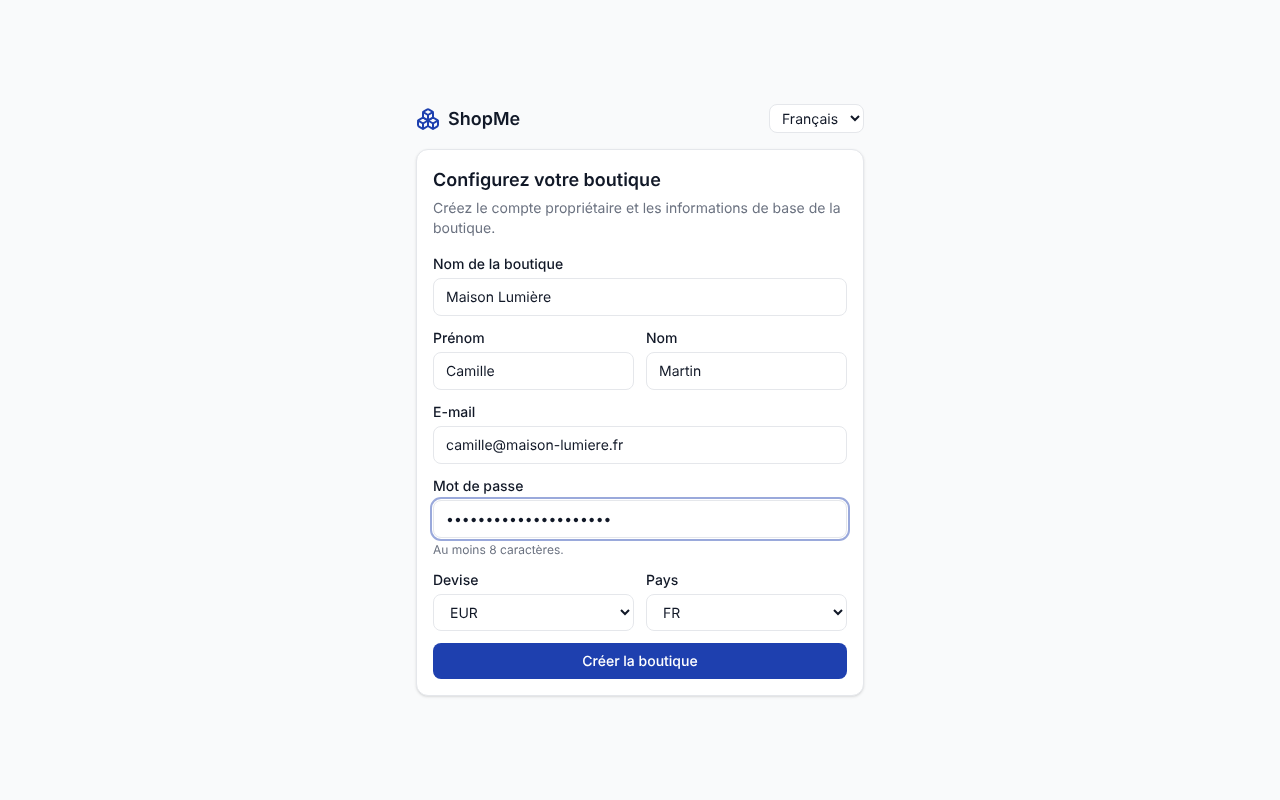 ShopMe
Français
Configurez votre boutique
Créez le compte propriétaire et les informations de base de la
boutique.
Nom de la boutique
Maison Lumière
Prénom
Nom
Camille
Martin
E-mail
camille@maison-lumiere.fr
Mot de passe
•••••••••••••••••••••
Au moins 8 caractères.
Devise
Pays
EUR
FR
Créer la boutique